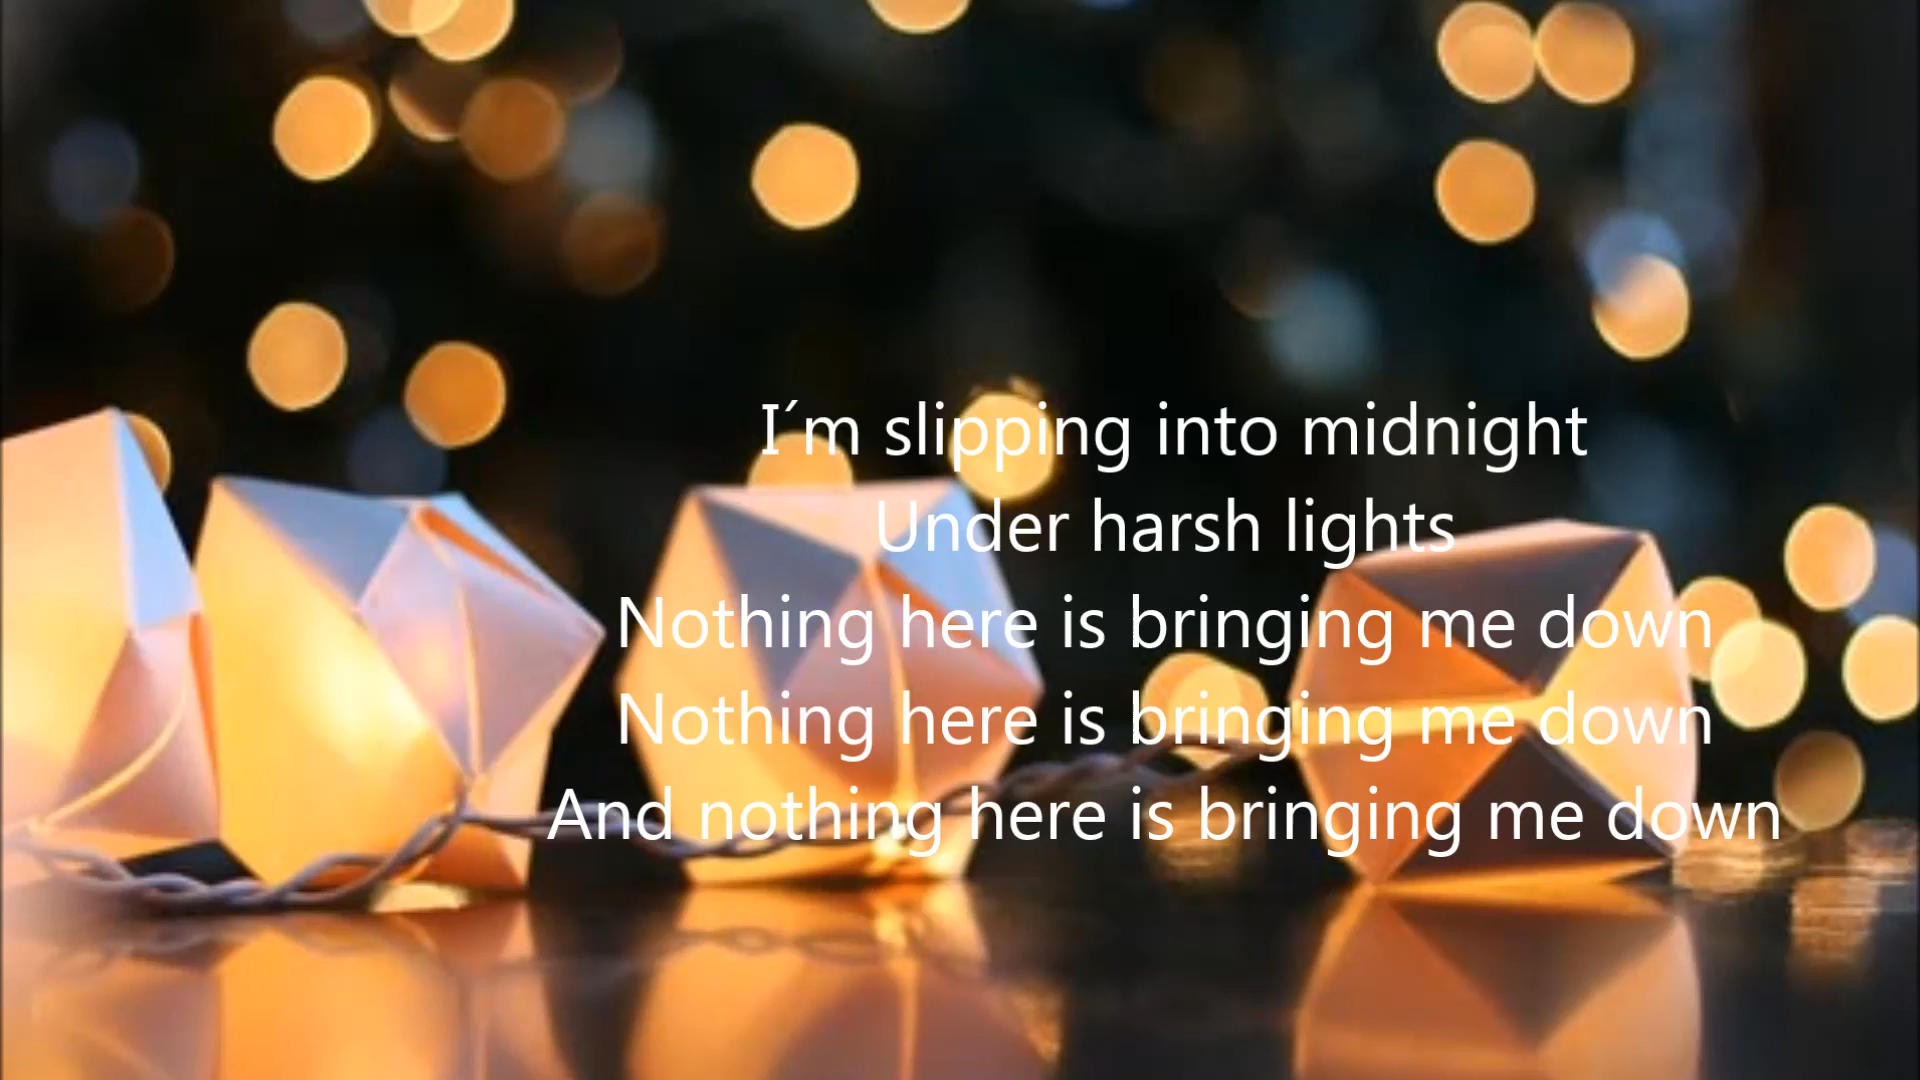 I´m slipping into midnight
Under harsh lights
Nothing here is bringing me down
Nothing here is bringing me down
And nothing here is bringing me down